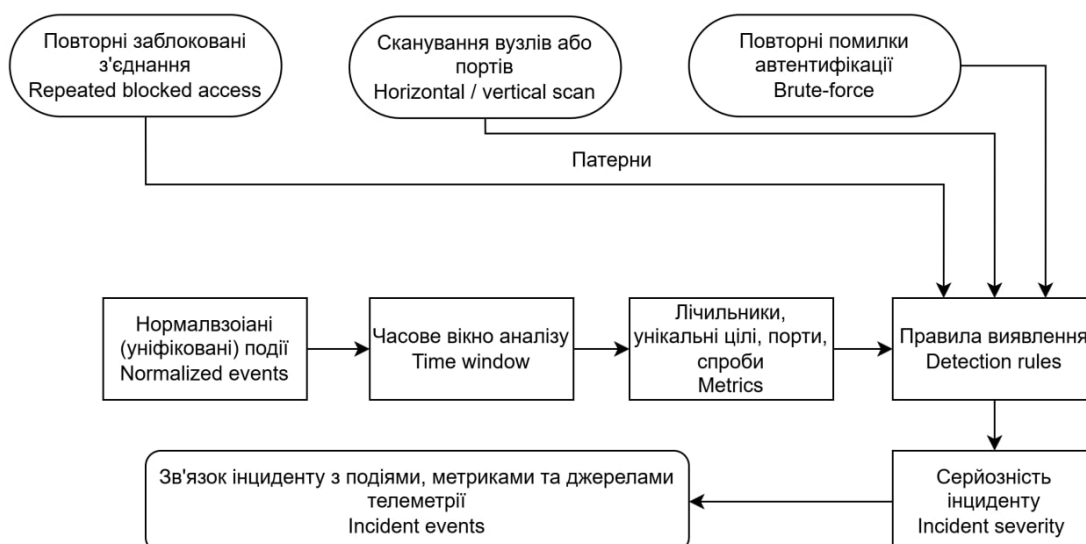 Повторні заблоковані
з'єднання
Repeated blocked access
Сканування вузлів або
портів
Horizontal / vertical scan
Повторні помилки
автентифікації
Brute-force
Патерни
Нормалвзоіані
(уніфіковані) події
Normalized events
Часове вікно аналізу
Time window
Лічильники,
унікальні цілі, порти,
спроби
Metrics
Правила виявлення
Detection rules
Зв'язок інциденту з подіями, метриками та джерелами
телеметрії
Incident events
Серйозність
інциденту
Incident severity